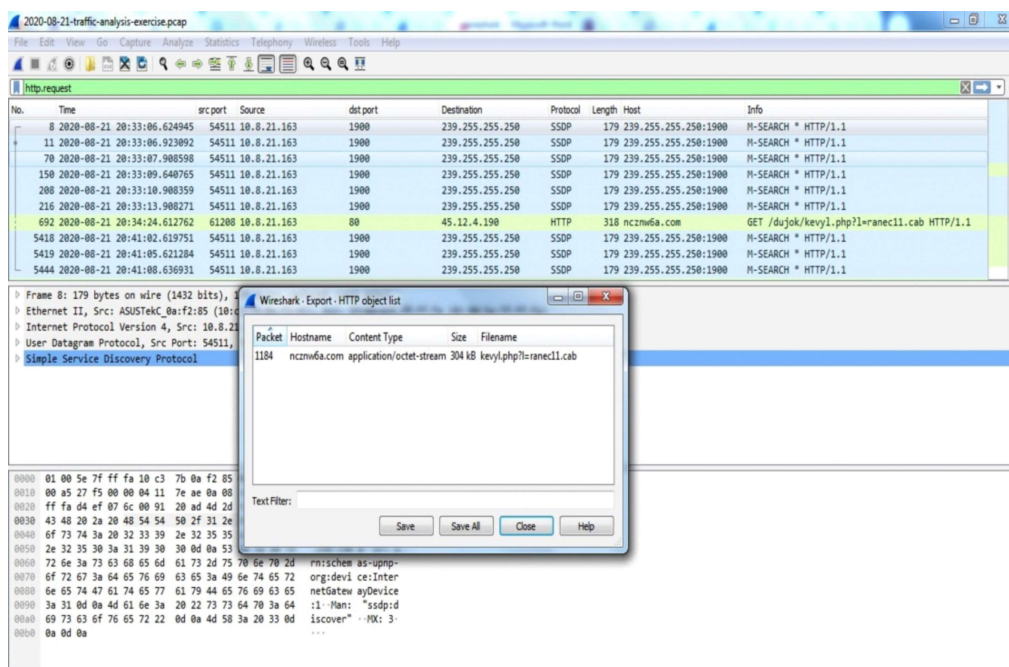 2020-08-21-traffic-analysis-exercise.pcap
File Edit View Go Capture Analyze Statistics Telephony Wireless Tools Help
http.request
No. Time src port Source dst port Destination Protocol Length Host Info
8 2020-08-21 20:33:06.624945 54511 10.8.21.163 1900 239.255.255.250 SSDP 179 239.255.255.250:1900 M-SEARCH * HTTP/1.1
11 2020-08-21 20:33:06.923092 54511 10.8.21.163 1900 239.255.255.250 SSDP 179 239.255.255.250:1900 M-SEARCH * HTTP/1.1
70 2020-08-21 20:33:07.908598 54511 10.8.21.163 1900 239.255.255.250 SSDP 179 239.255.255.250:1900 M-SEARCH * HTTP/1.1
150 2020-08-21 20:33:09.640765 54511 10.8.21.163 1900 239.255.255.250 SSDP 179 239.255.255.250:1900 M-SEARCH * HTTP/1.1
208 2020-08-21 20:33:10.908359 54511 10.8.21.163 1900 239.255.255.250 SSDP 179 239.255.255.250:1900 M-SEARCH * HTTP/1.1
216 2020-08-21 20:33:13.908271 54511 10.8.21.163 1900 239.255.255.250 SSDP 179 239.255.255.250:1900 M-SEARCH * HTTP/1.1
692 2020-08-21 20:34:24.612762 61208 10.8.21.163 80 45.12.4.190 HTTP 318 ncznw6a.com GET /dujok/kevyl.php?l=ranec11.cab HTTP/1.1
5418 2020-08-21 20:41:02.619751 54511 10.8.21.163 1900 239.255.255.250 SSDP 179 239.255.255.250:1900 M-SEARCH * HTTP/1.1
5419 2020-08-21 20:41:05.621284 54511 10.8.21.163 1900 239.255.255.250 SSDP 179 239.255.255.250:1900 M-SEARCH * HTTP/1.1
5444 2020-08-21 20:41:08.636931 54511 10.8.21.163 1900 239.255.255.250 SSDP 179 239.255.255.250:1900 M-SEARCH * HTTP/1.1
Frame 8: 179 bytes on wire (1432 bits), 1
Ethernet II, Src: ASUSTekC_0a:f2:85 (10:c
Internet Protocol Version 4, Src: 10.8.21
User Datagram Protocol, Src Port: 54511,
Simple Service Discovery Protocol
Wireshark · Export · HTTP object list
Packet Hostname Content Type Size Filename
1184 ncznw6a.com application/octet-stream 304 kB kevyl.php?l=ranec11.cab
Text Filter:
Save Save All Close Help
0000 01 00 5e 7f ff fa 10 c3 7b 0a f2 85
0010 00 a5 27 f5 00 00 04 11 7e ae 0a 08
0020 ff fa d4 ef 07 6c 00 91 20 ad 4d 2d
0030 43 48 20 2a 20 48 54 54 50 2f 31 2e
0040 6f 73 74 3a 20 32 33 39 2e 32 35 35
0050 2e 32 35 30 3a 31 39 30 30 0d 0a 53
0060 72 6e 3a 73 63 68 65 6d 61 73 2d 75 70 6e 70 2d rn:schem as-upnp-
0070 6f 72 67 3a 64 65 76 69 63 65 3a 49 6e 74 65 72 org:devi ce:Inter
0080 6e 65 74 47 61 74 65 77 61 79 44 65 76 69 63 65 netGatew ayDevice
0090 3a 31 0d 0a 4d 61 6e 3a 20 22 73 73 64 70 3a 64 :1··Man: "ssdp:d
00a0 69 73 63 6f 76 65 72 22 0d 0a 4d 58 3a 20 33 0d iscover" ··MX: 3·
00b0 0a 0d 0a ···